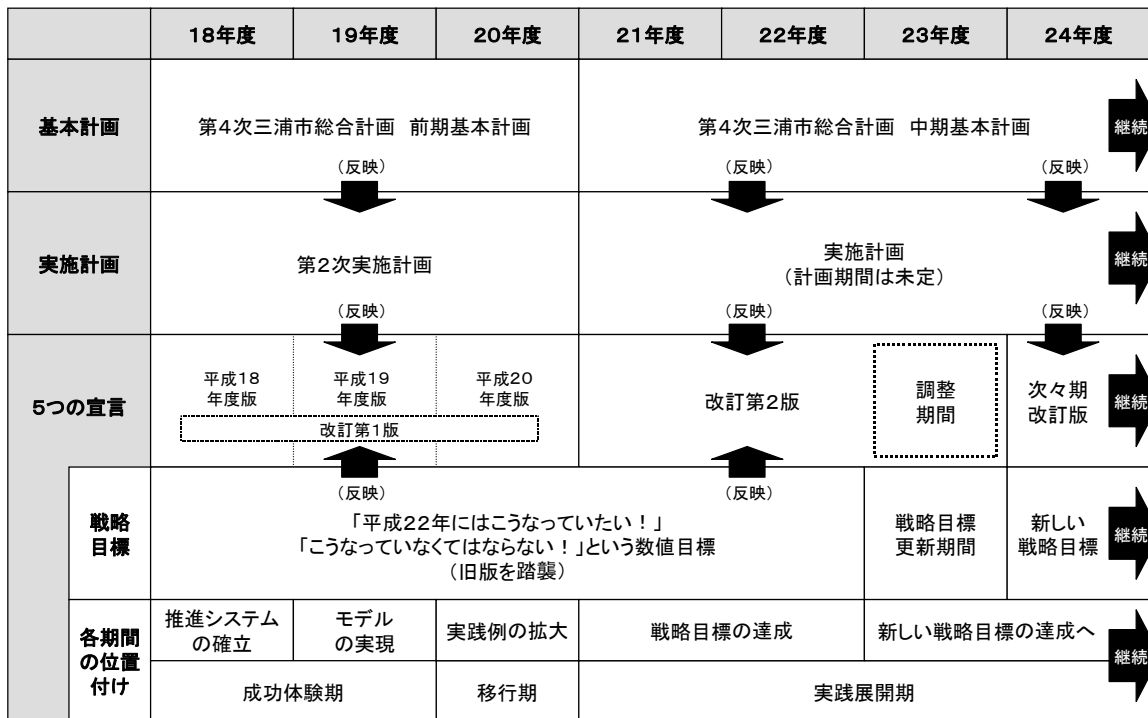 18年度
19年度
20年度
21年度
22年度
23年度
24年度
基本計画
第4次三浦市総合計画 前期基本計画
第4次三浦市総合計画 中期基本計画
継続
(反映)
(反映)
(反映)
実施計画
第2次実施計画
実施計画
(計画期間は未定)
継続
(反映)
(反映)
(反映)
5つの宣言
平成18
年度版
平成19
年度版
平成20
年度版
改訂第1版
改訂第2版
調整
期間
次々期
改訂版
継続
(反映)
(反映)
戦略
目標
「平成22年にはこうなっていたい!」
「こうなっていなくてはならない!」という数値目標
(旧版を踏襲)
戦略目標
更新期間
新しい
戦略目標
継続
各期間
の位置
付け
推進システム
の確立
モデル
の実現
実践例の拡大
戦略目標の達成
新しい戦略目標の達成へ
継続
成功体験期
移行期
実践展開期